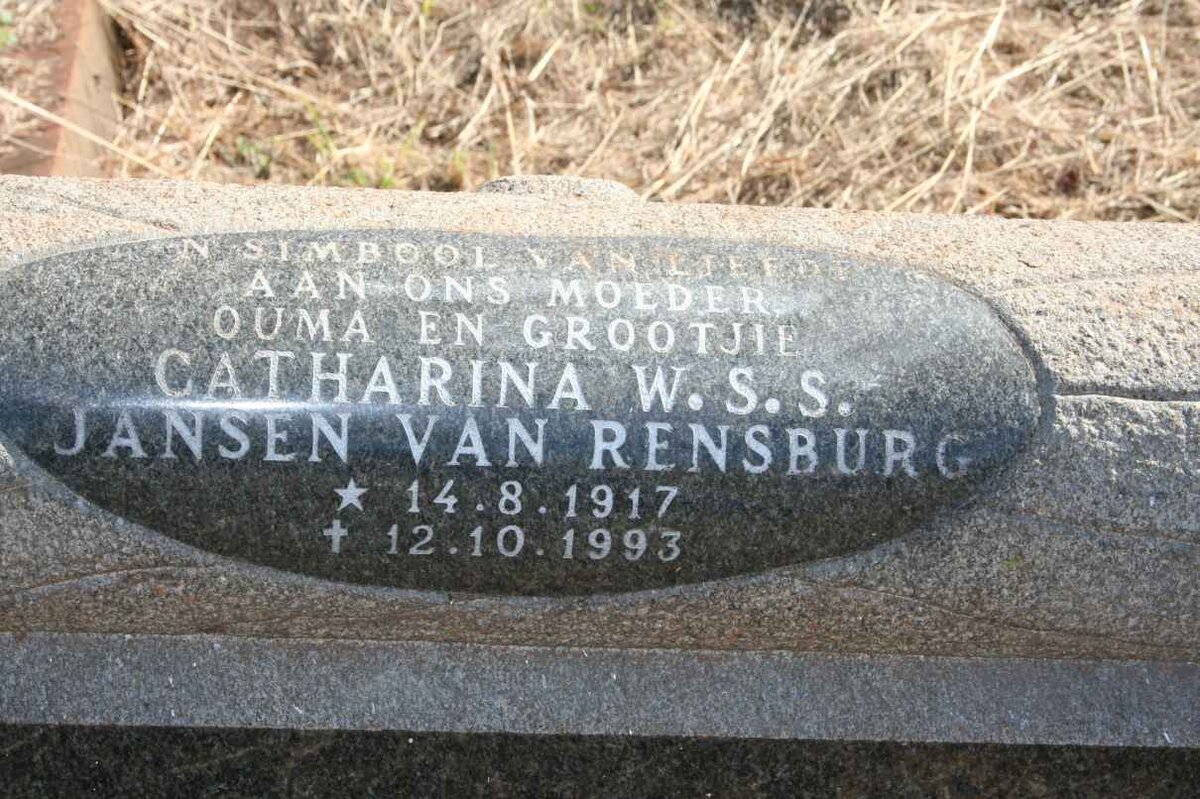 'N SIMBOOL VAN LIEFDE
AAN ONS MOEDER,
OUMA EN GROOTJIE
CATHARINA W.S.S.
JANSEN VAN RENSBURG
★ 14.8.1917
✝ 12.10.1993